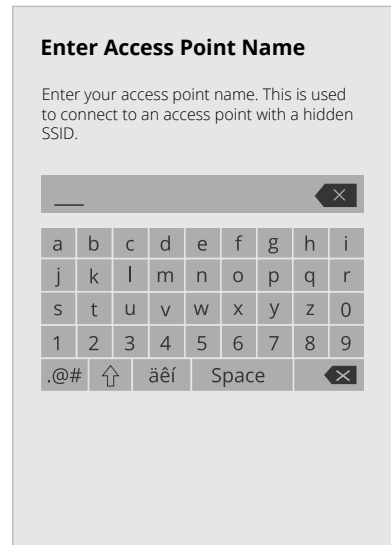 Enter Access Point Name
Enter your access point name. This is used
to connect to an access point with a hidden
SSID.
a b c d e f g h i
j k l m n o p q r
s t u v w x y z 0
1 2 3 4 5 6 7 8 9
.@# äêí Space